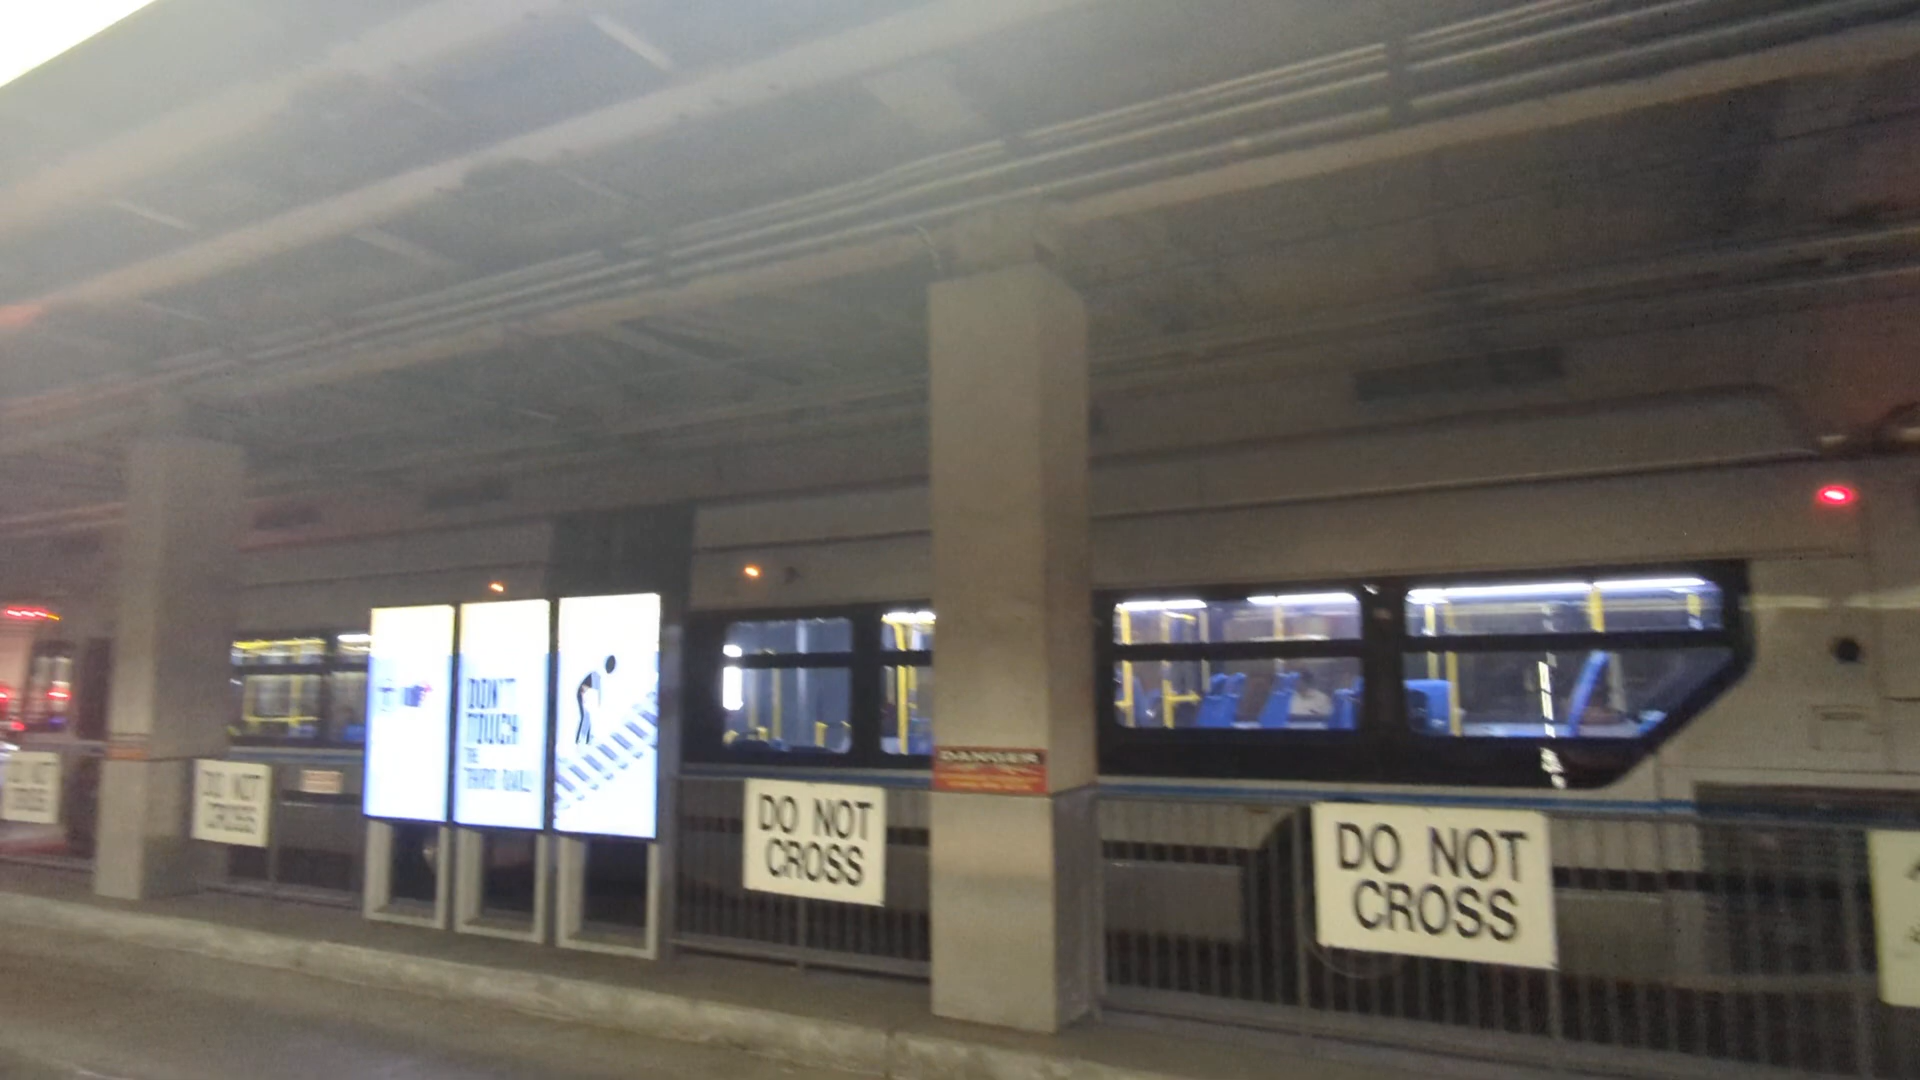 DO NOT
CROSS
DO NOT
CROSS
DON'T
TOUCH
THE
THIRD RAIL!
DO NOT
CROSS
DANGER
DO NOT
CROSS